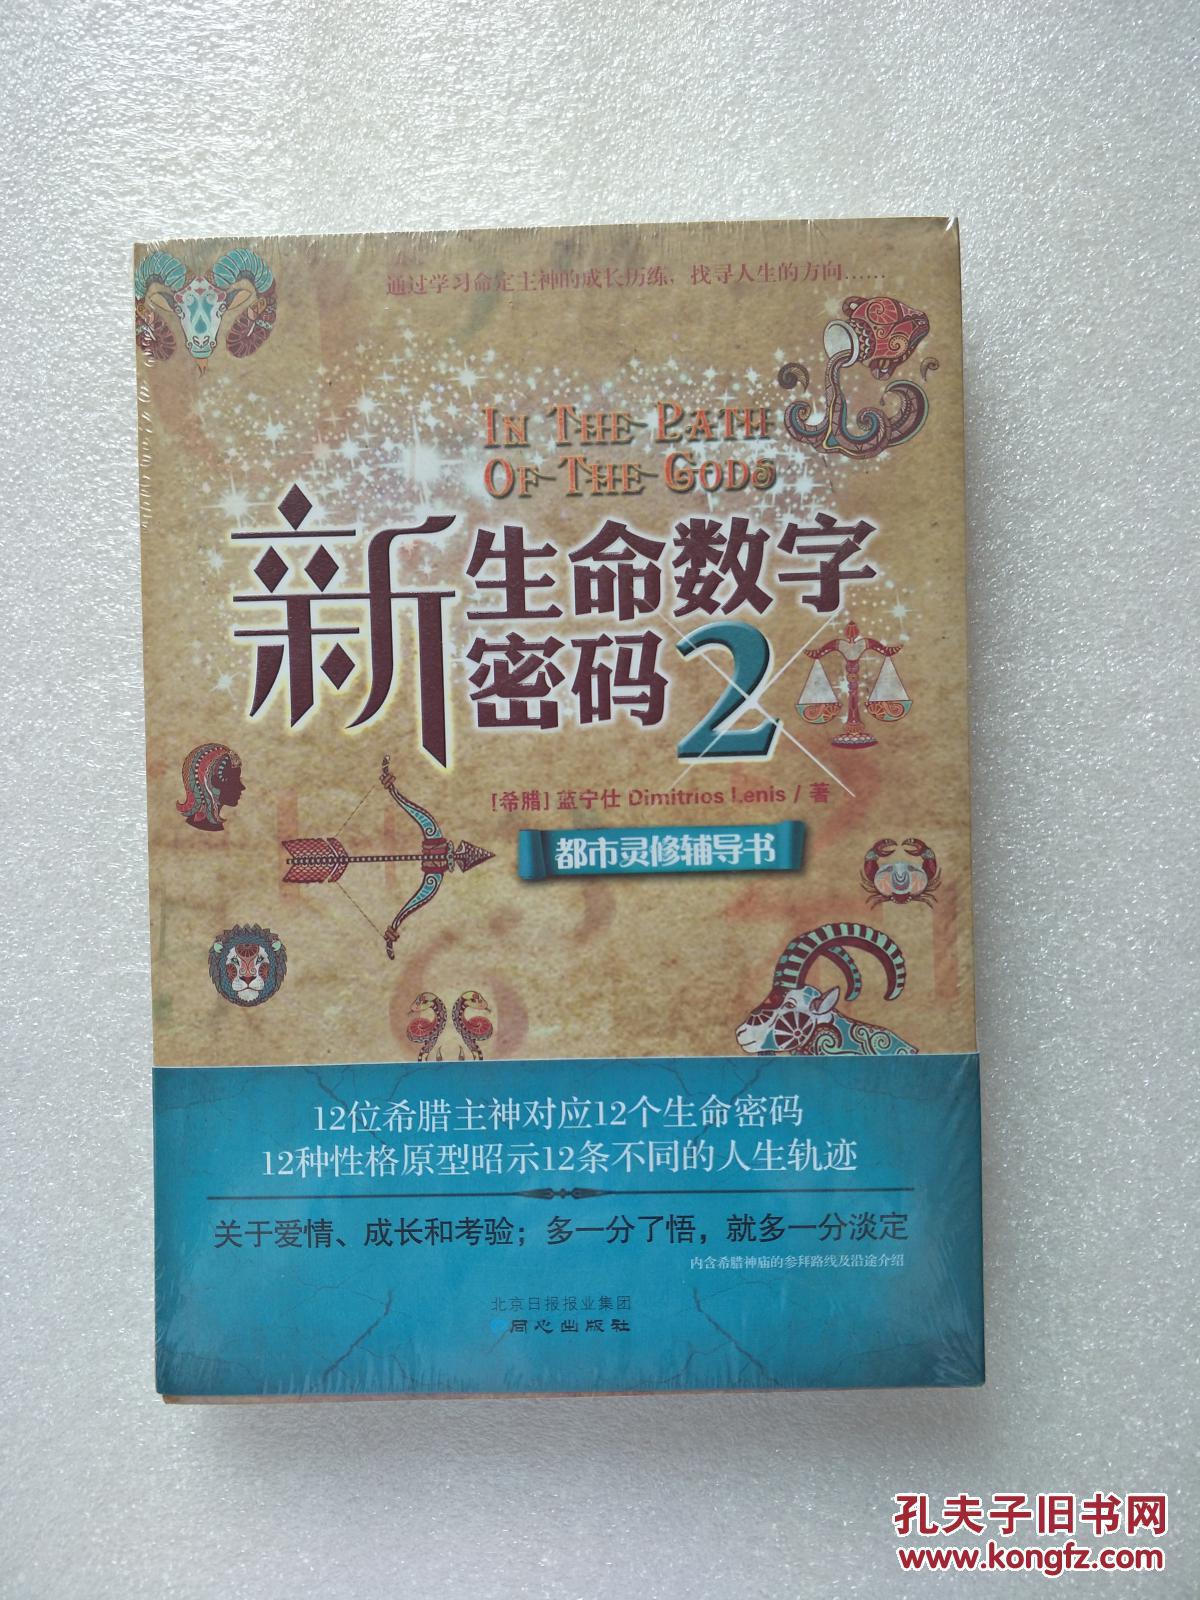 通过学习命定主神的成长历练，找寻人生的方向……
IN THE PATH
OF THE GODS
新生命数字
密码2
[希腊] 蓝宁仕 Dimitrios Lenis / 著
都市灵修辅导书
12位希腊主神对应12个生命密码
12种性格原型昭示12条不同的人生轨迹
关于爱情、成长和考验；多一分了悟，就多一分淡定
内含希腊神庙的参拜路线及沿途介绍
北京日报报业集团
同心出版社
孔夫子旧书网
www.kongfz.com